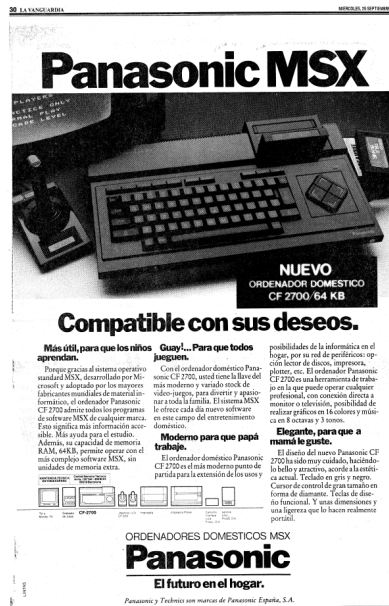 30 LA VANGUARDIA
MIÉRCOLES, 25 SEPTIEMBRE
Panasonic MSX
PLAYERS
CTICE ONLY
RMAL PLAY
CADE LEVEL
NUEVO
ORDENADOR DOMESTICO
CF 2700/64 KB
Compatible con sus deseos.
Más útil, para que los niños
aprendan.
Porque gracias al sistema operativo
standard MSX, desarrollado por Mi-
crosoft y adoptado por los mayores
fabricantes mundiales de material in-
formático, el ordenador Panasonic
CF 2700 admite todos los programas
de software MSX de cualquier marca.
Esto significa más información acce-
sible. Más ayuda para el estudio.
Además, su capacidad de memoria
RAM, 64KB, permite operar con el
más complejo software MSX, sin
unidades de memoria extra.
Guay!... Para que todos
jueguen.
Con el ordenador doméstico Pana-
sonic CF 2700, usted tiene la llave del
más moderno y variado stock de
video-juegos, para divertir y apasio-
nar a toda la familia. El sistema MSX
le ofrece cada día nuevo software
en este campo del entretenimiento
doméstico.
Moderno para que papá
trabaje.
El ordenador doméstico Panasonic
CF 2700 es el más moderno punto de
partida para la extensión de los usos y
posibilidades de la informática en el
hogar, por su red de periféricos: op-
ción lector de discos, impresora,
plotter, etc. El ordenador Panasonic
CF 2700 es una herramienta de traba-
jo en la que puede operar cualquier
profesional, con conexión directa a
monitor o televisión, posibilidad de
realizar gráficos en 16 colores y músi-
ca en 8 octavas y 3 tonos.
Elegante, para que a
mamá le guste.
El diseño del nuevo Panasonic CF
2700 ha sido muy cuidado, haciéndo-
lo bello y atractivo, acorde a la estéti-
ca actual. Teclado en gris y negro.
Cursor de control de gran tamaño en
forma de diamante. Teclas de dise-
ño funcional. Y unas dimensiones y
una ligereza que lo hacen realmente
portátil.
CF-2700
ORDENADORES DOMESTICOS MSX
Panasonic
El futuro en el hogar.
Panasonic y Technics son marcas de Panasonic España, S.A.